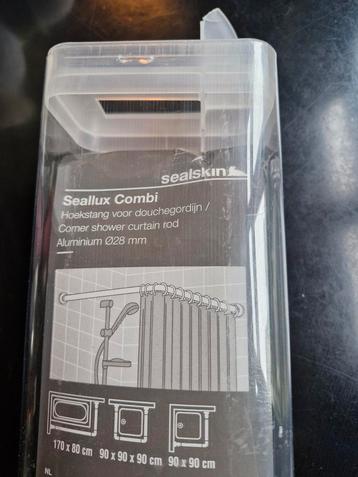 sealskin
Seallux Combi
Hoekstang voor douchegordijn /
Corner shower curtain rod
Aluminium Ø28 mm
170 x 80 cm 90 x 90 x 90 cm 90 x 90 cm
NL